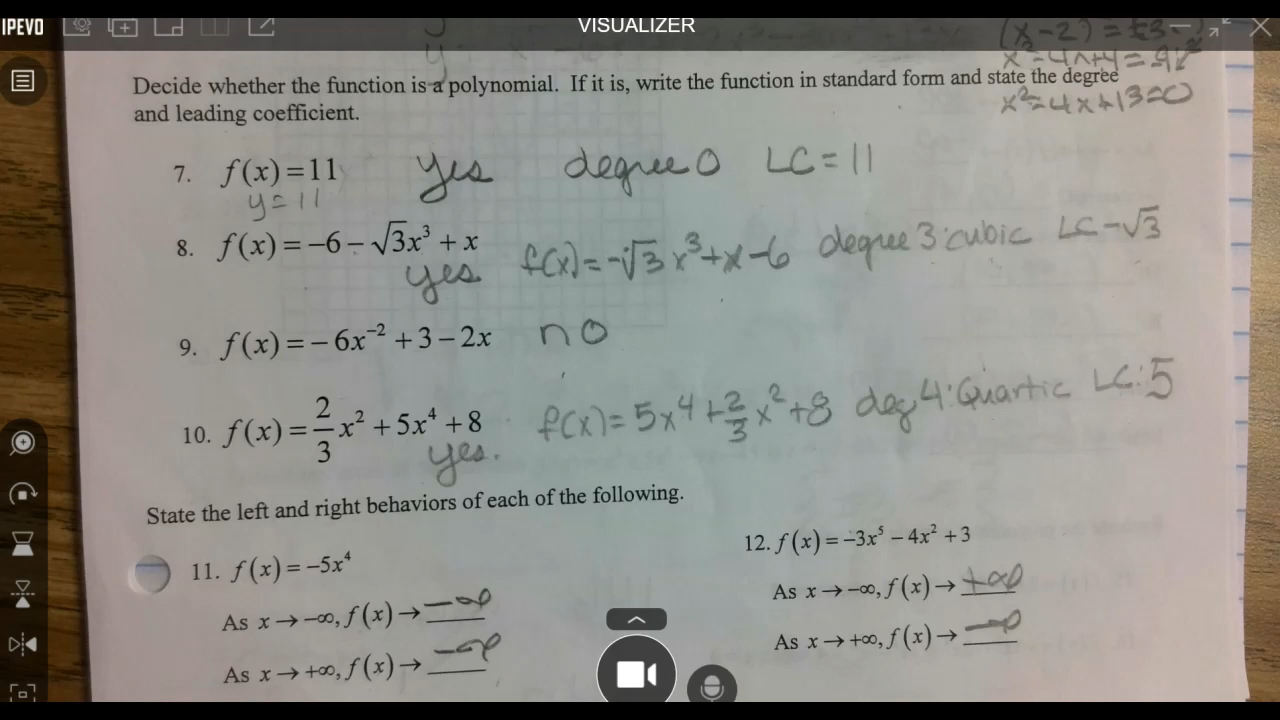 IPEVO
VISUALIZER
(x-2) = ±3
x²-4x+4=9i²
Decide whether the function is a polynomial. If it is, write the function in standard form and state the degree
and leading coefficient.
x²-4x+13=0
7. f(x)=11 yes degree 0 LC = 11
y=11
8. f(x)=−6−√3x³+x f(x)=-√3x³+x-6 degree 3:cubic LC-√3
yes
9. f(x)=−6x⁻²+3−2x no
10. f(x)=2/3x²+5x⁴+8 f(x)=5x⁴+2/3x²+8 deg 4:Quartic LC:5
yes.
State the left and right behaviors of each of the following.
11. f(x)=−5x⁴
As x→−∞, f(x)→ -∞
As x→+∞, f(x)→ -∞
12. f(x)=−3x⁵−4x²+3
As x→−∞, f(x)→ +∞
As x→+∞, f(x)→ -∞